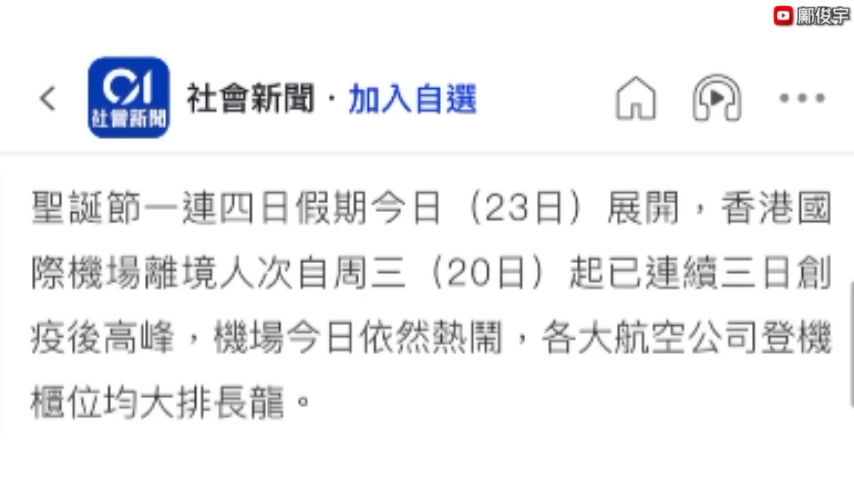 鄺俊宇
01
社會新聞
社會新聞·加入自選
聖誕節一連四日假期今日（23日）展開，香港國
際機場離境人次自周三（20日）起已連續三日創
疫後高峰，機場今日依然熱鬧，各大航空公司登機
櫃位均大排長龍。